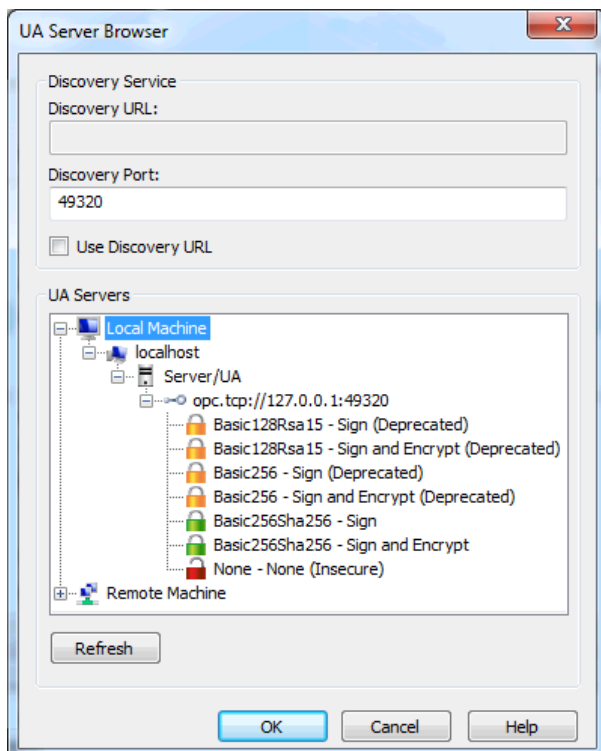 UA Server Browser
Discovery Service
Discovery URL:
Discovery Port:
49320
Use Discovery URL
UA Servers
Local Machine
localhost
Server/UA
opc.tcp://127.0.0.1:49320
Basic128Rsa15 - Sign (Deprecated)
Basic128Rsa15 - Sign and Encrypt (Deprecated)
Basic256 - Sign (Deprecated)
Basic256 - Sign and Encrypt (Deprecated)
Basic256Sha256 - Sign
Basic256Sha256 - Sign and Encrypt
None - None (Insecure)
Remote Machine
Refresh
OK Cancel Help